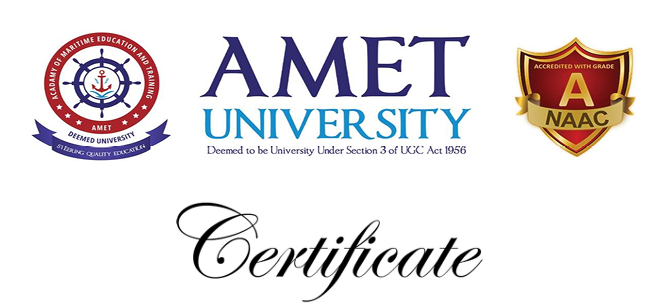 ACADAMY OF MARITIME EDUCATION AND TRAINING
AMET
DEEMED UNIVERSITY
STEERING QUALITY EDUCATION
AMET
UNIVERSITY
Deemed to be University Under Section 3 of UGC Act 1956
ACCREDITED WITH GRADE
A
NAAC
Certificate